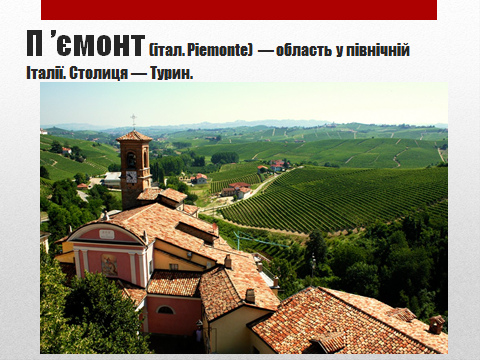 П ’ємонт (італ. Piemonte) — область у північній
Італії. Столиця — Турин.